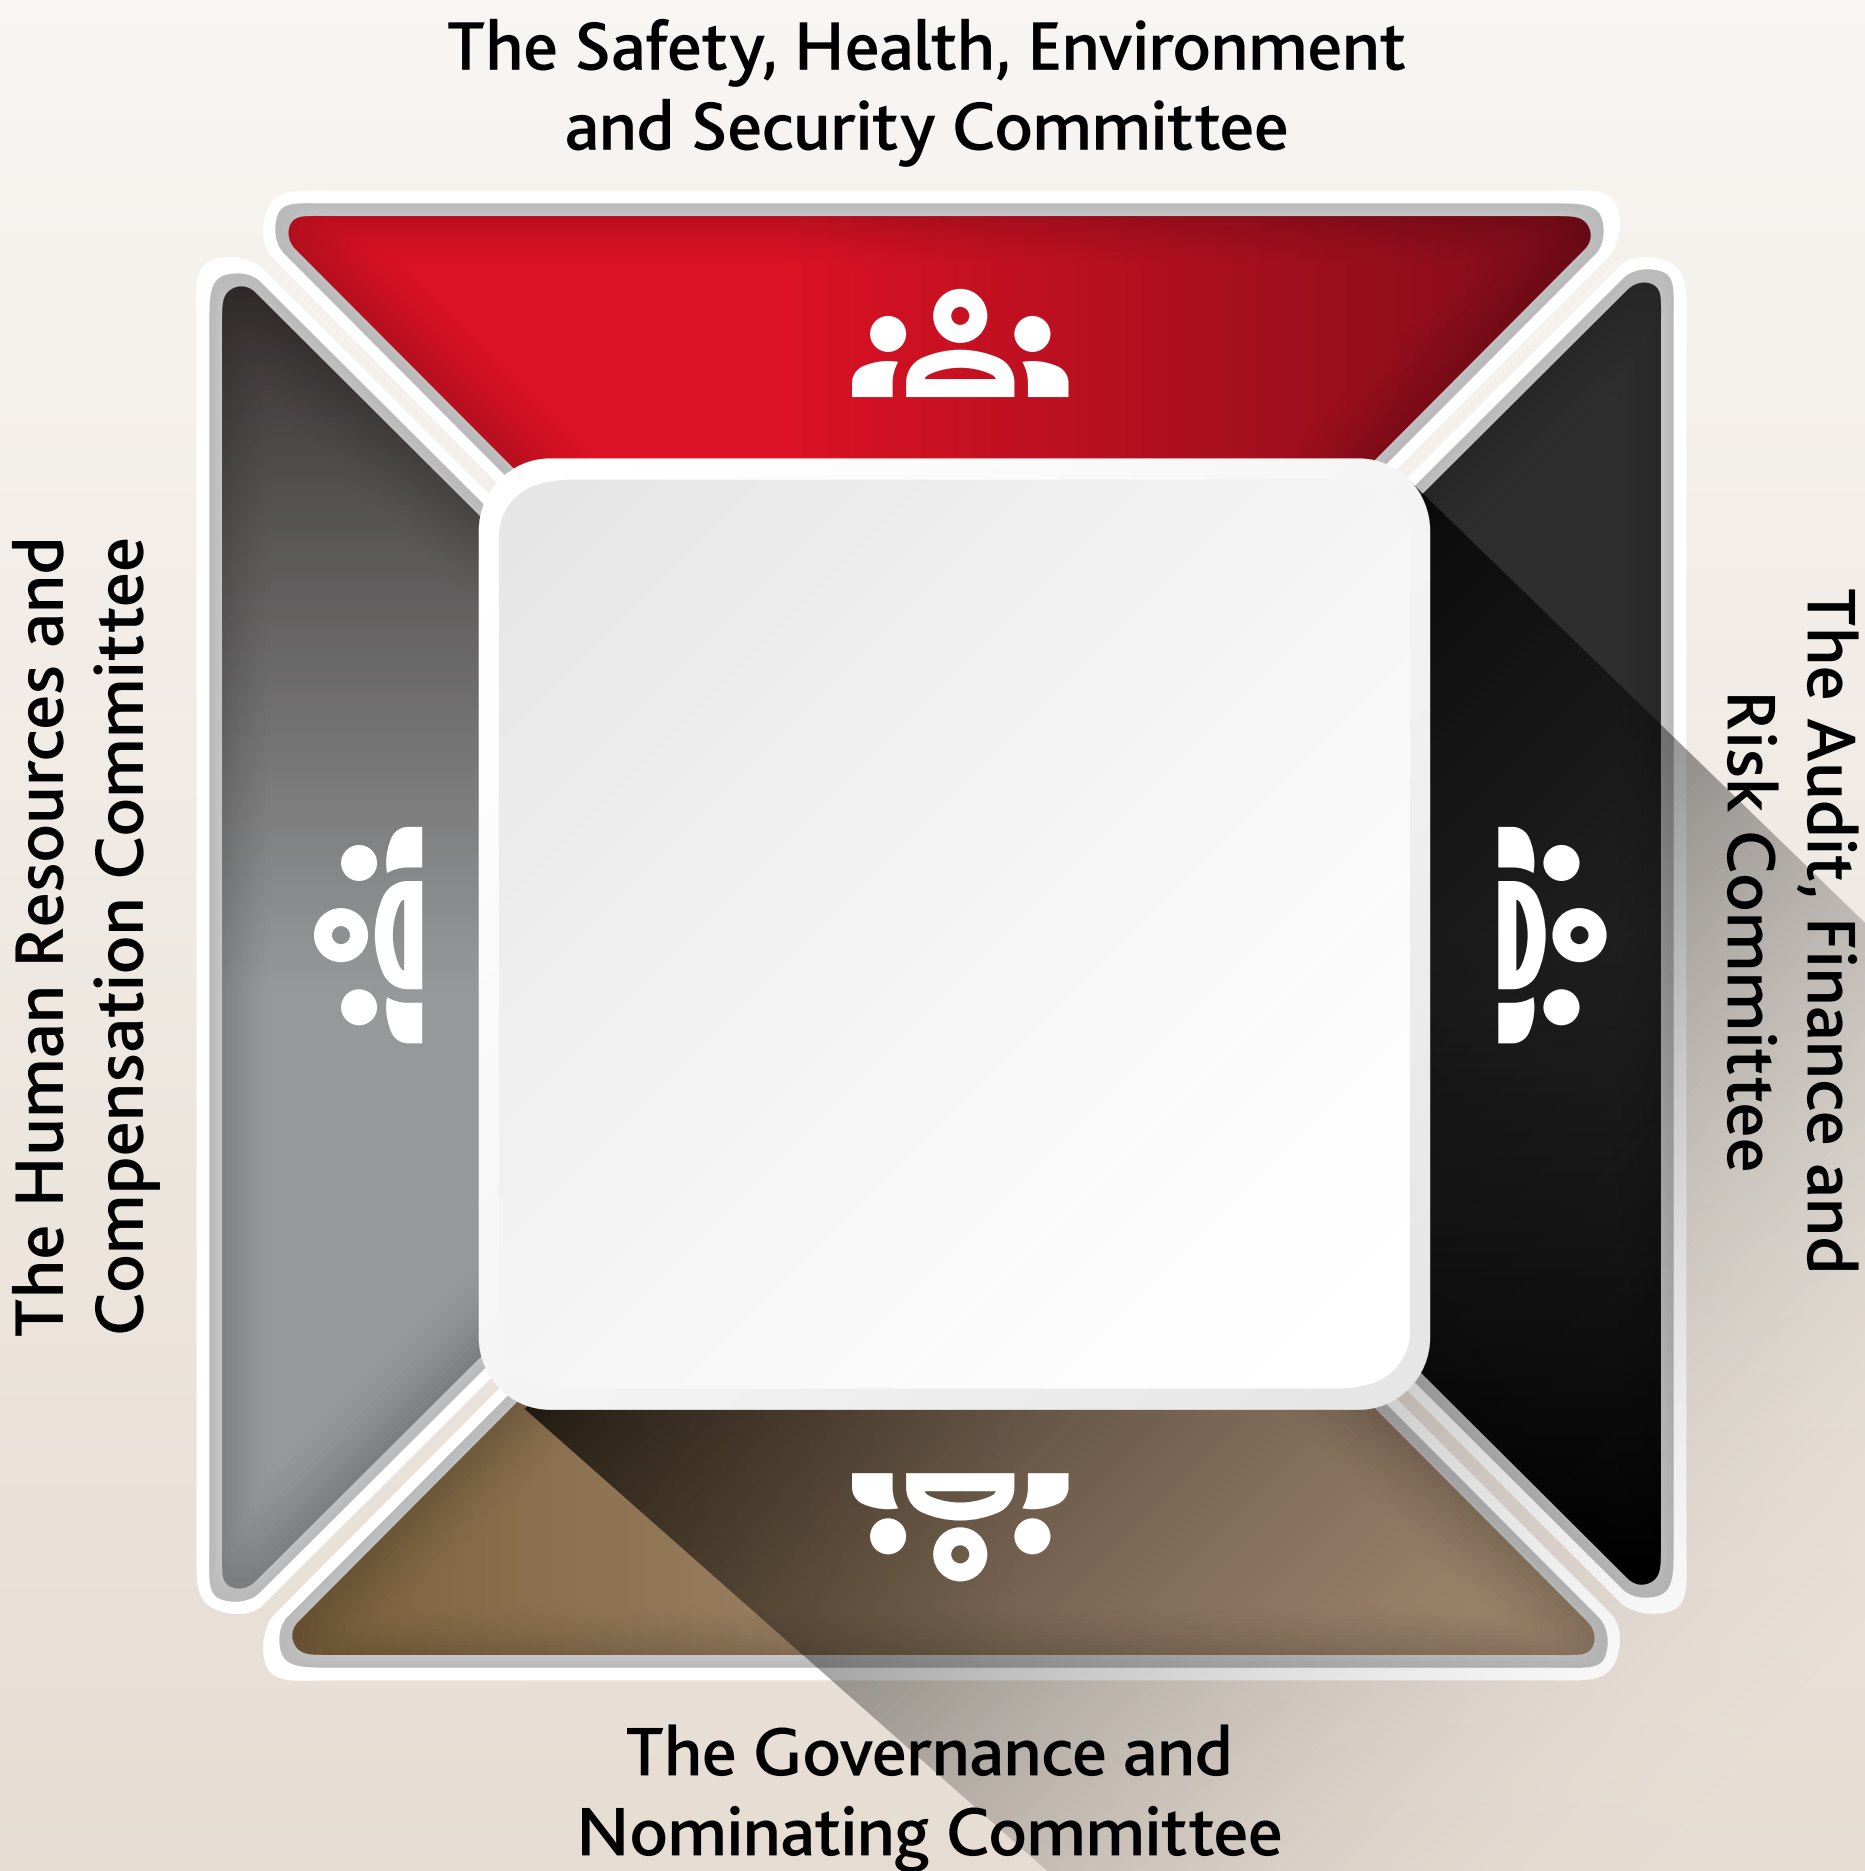 The Safety, Health, Environment
and Security Committee
The Human Resources and
Compensation Committee
The Audit, Finance and
Risk Committee
The Governance and
Nominating Committee